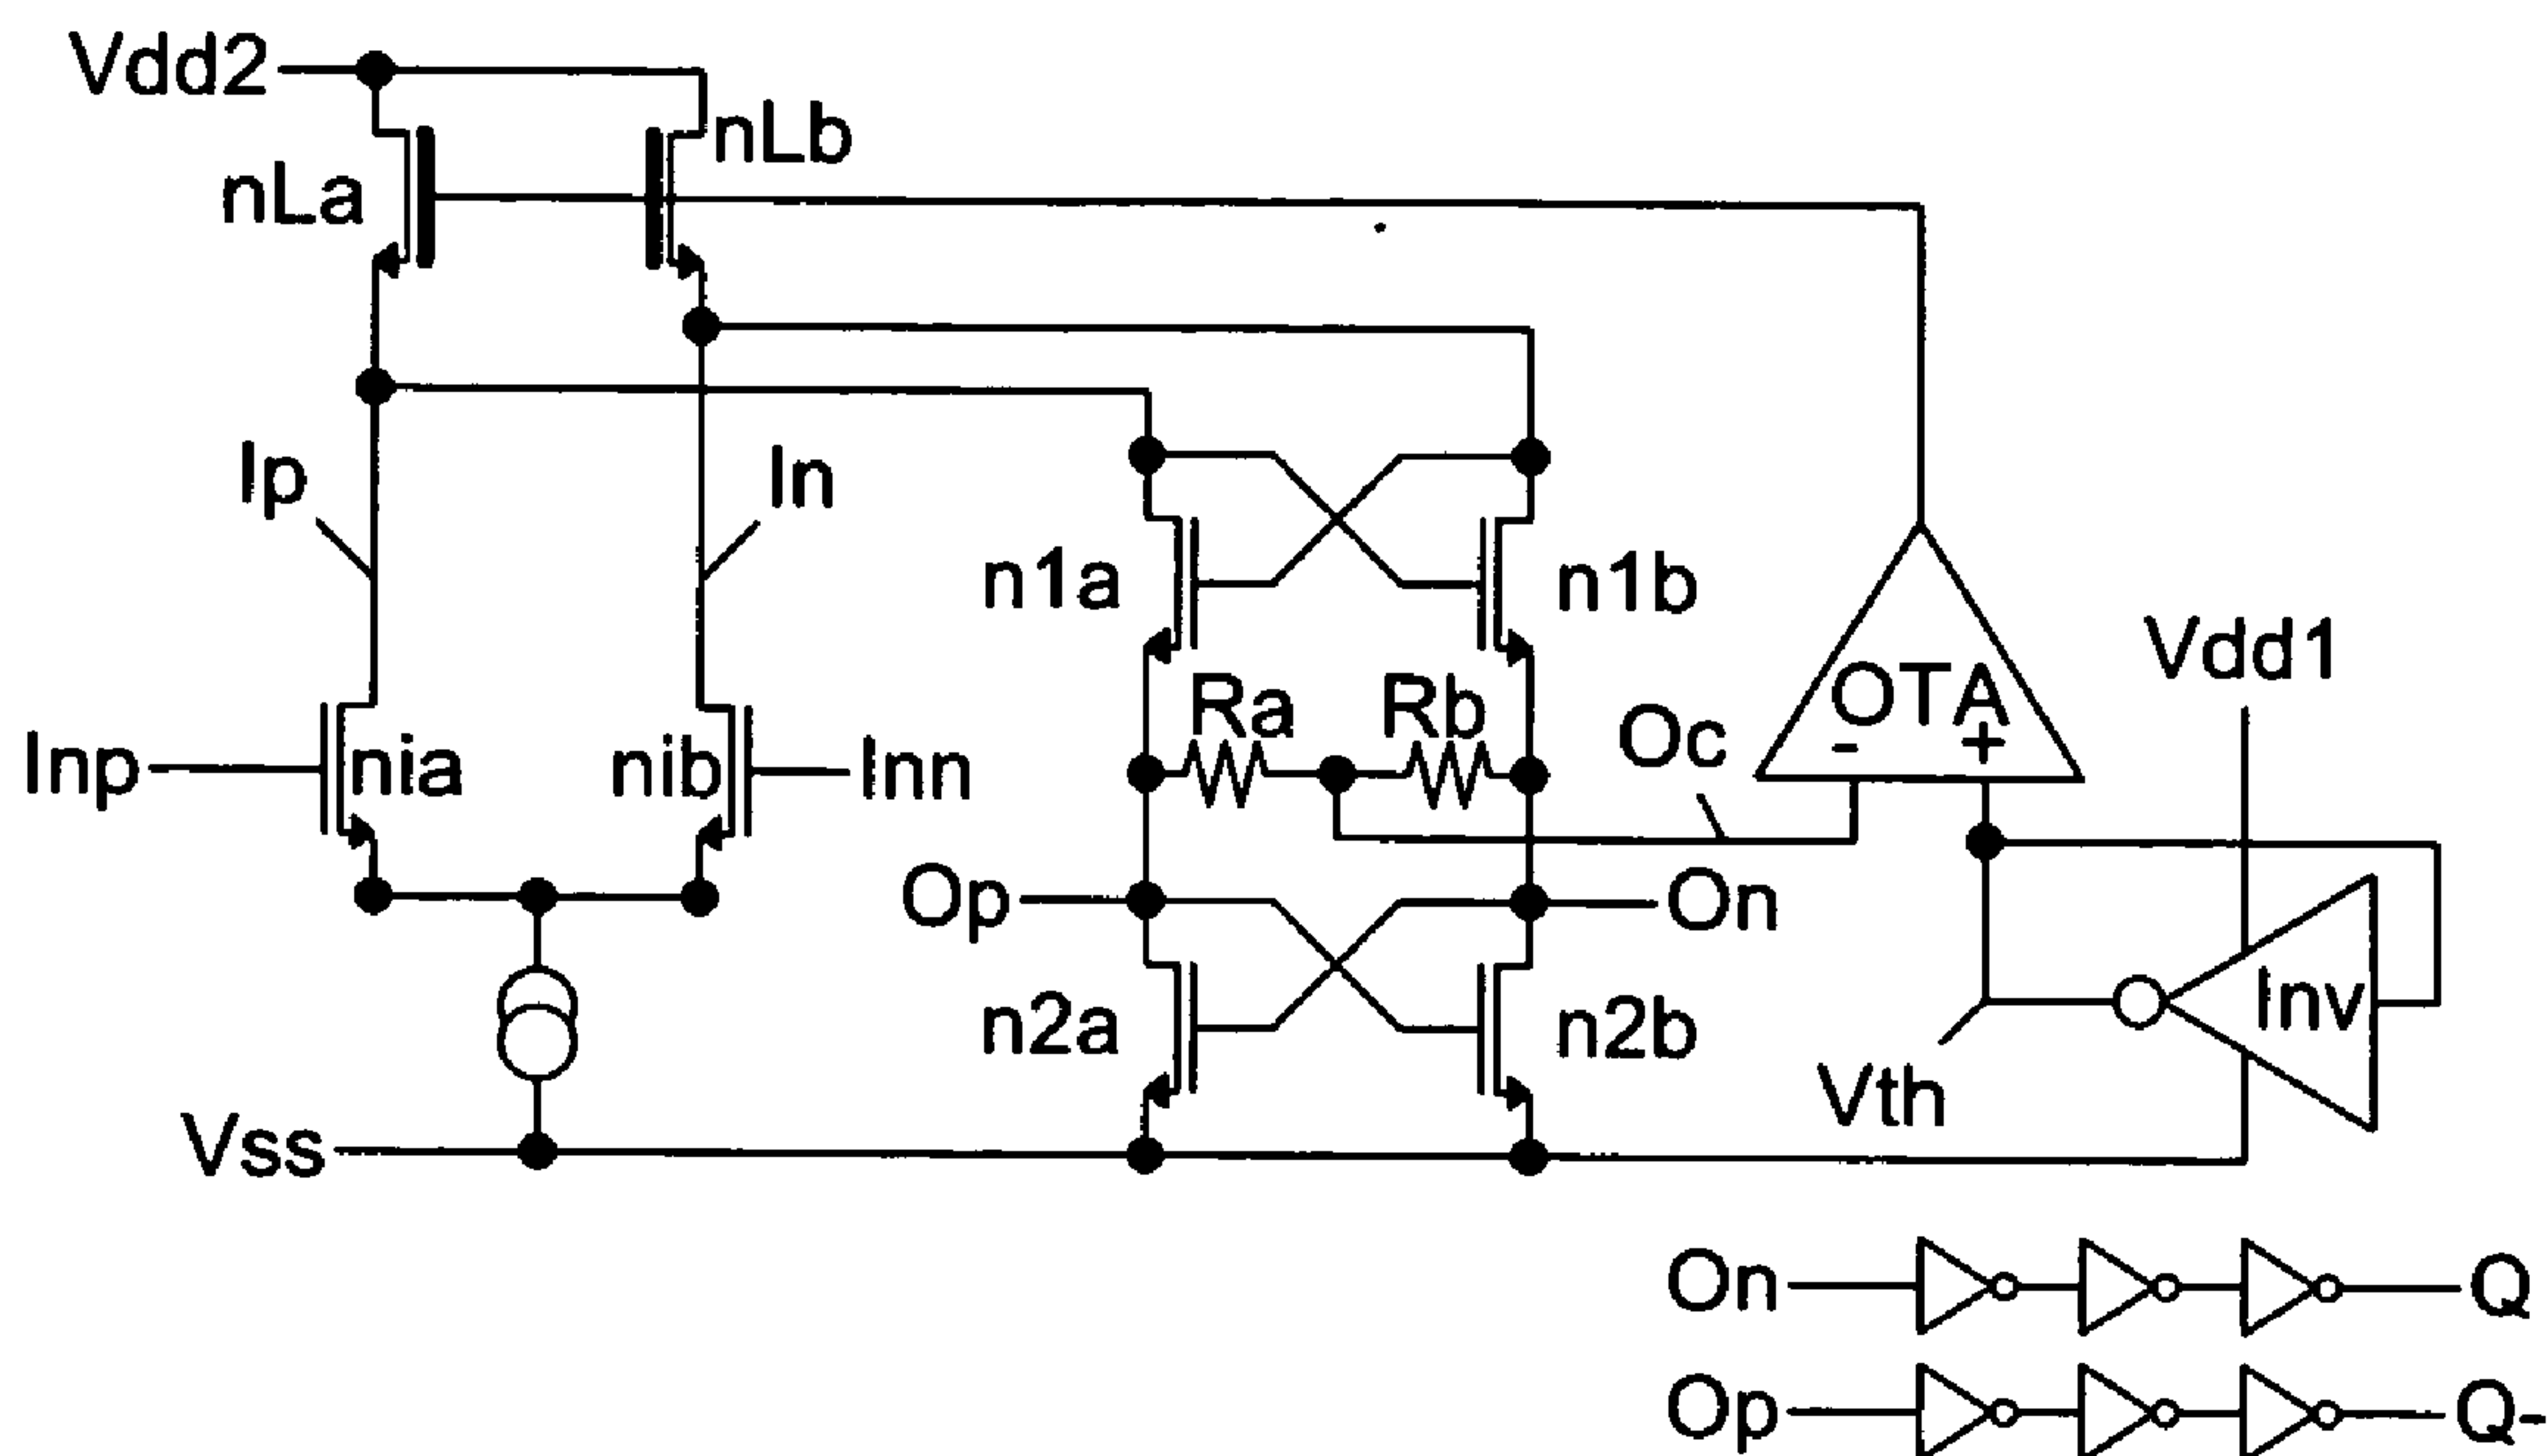 Vdd2
nLb
nLa
Ip
In
n1a
n1b
Vdd1
Ra
Rb
Oc
OTA
- +
Inp
nia
nib
Inn
Op
On
Inv
n2a
n2b
Vth
Vss
On
Q
Op
Q-